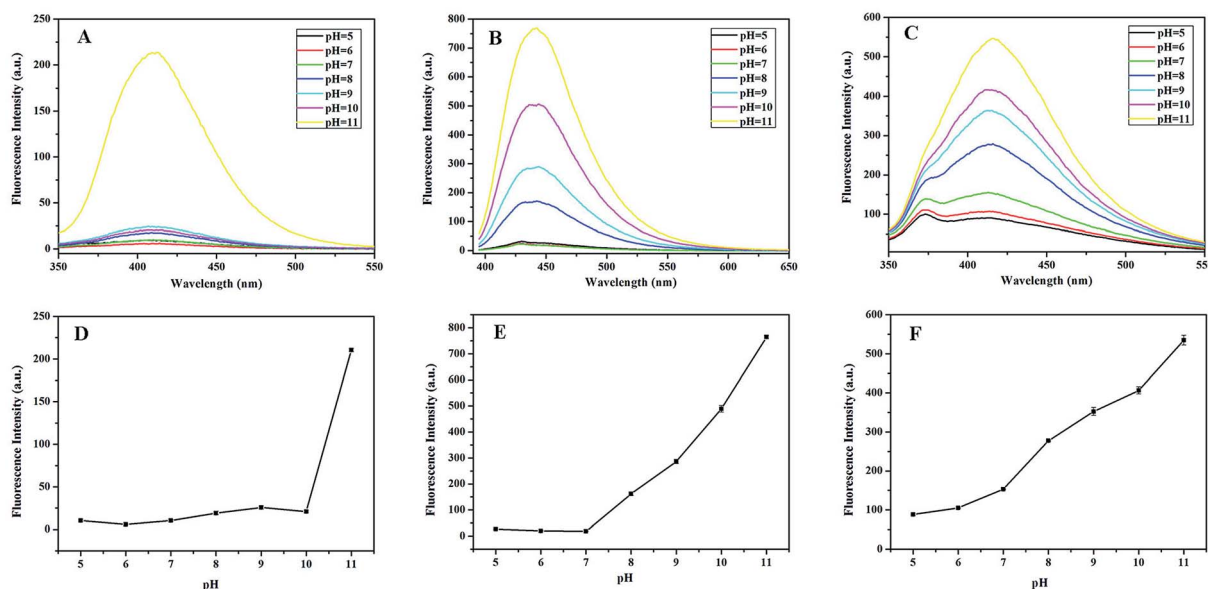 A
Fluorescence Intensity (a.u.)
250
200
150
100
50
0
350
400
450
500
550
Wavelength (nm)
pH=5
pH=6
pH=7
pH=8
pH=9
pH=10
pH=11
B
Fluorescence Intensity (a.u.)
800
700
600
500
400
300
200
100
0
400
450
500
550
600
650
Wavelength (nm)
pH=5
pH=6
pH=7
pH=8
pH=9
pH=10
pH=11
C
Fluorescence Intensity (a.u.)
600
500
400
300
200
100
350
400
450
500
55
Wavelength (nm)
pH=5
pH=6
pH=7
pH=8
pH=9
pH=10
pH=11
D
Fluorescence Intensity (a.u.)
250
200
150
100
50
0
5
6
7
8
9
10
11
pH
E
Fluorescence Intensity (a.u.)
800
700
600
500
400
300
200
100
0
5
6
7
8
9
10
11
pH
F
Fluorescence Intensity (a.u.)
600
500
400
300
200
100
0
5
6
7
8
9
10
11
pH